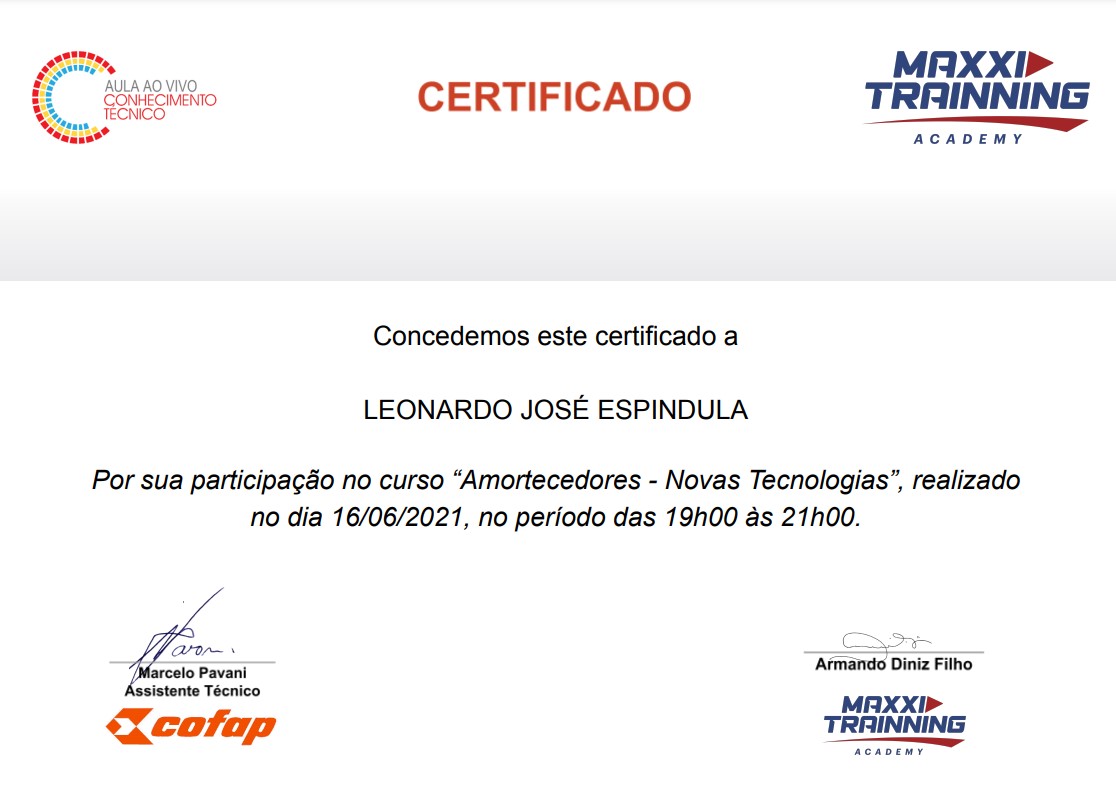 AULA AO VIVO
CONHECIMENTO
TÉCNICO
CERTIFICADO
MAXXI
TRAINNING
ACADEMY
Concedemos este certificado a
LEONARDO JOSÉ ESPINDULA
Por sua participação no curso “Amortecedores - Novas Tecnologias”, realizado
no dia 16/06/2021, no período das 19h00 às 21h00.
Marcelo Pavani
Assistente Técnico
cofap
Armando Diniz Filho
MAXXI
TRAINNING
ACADEMY